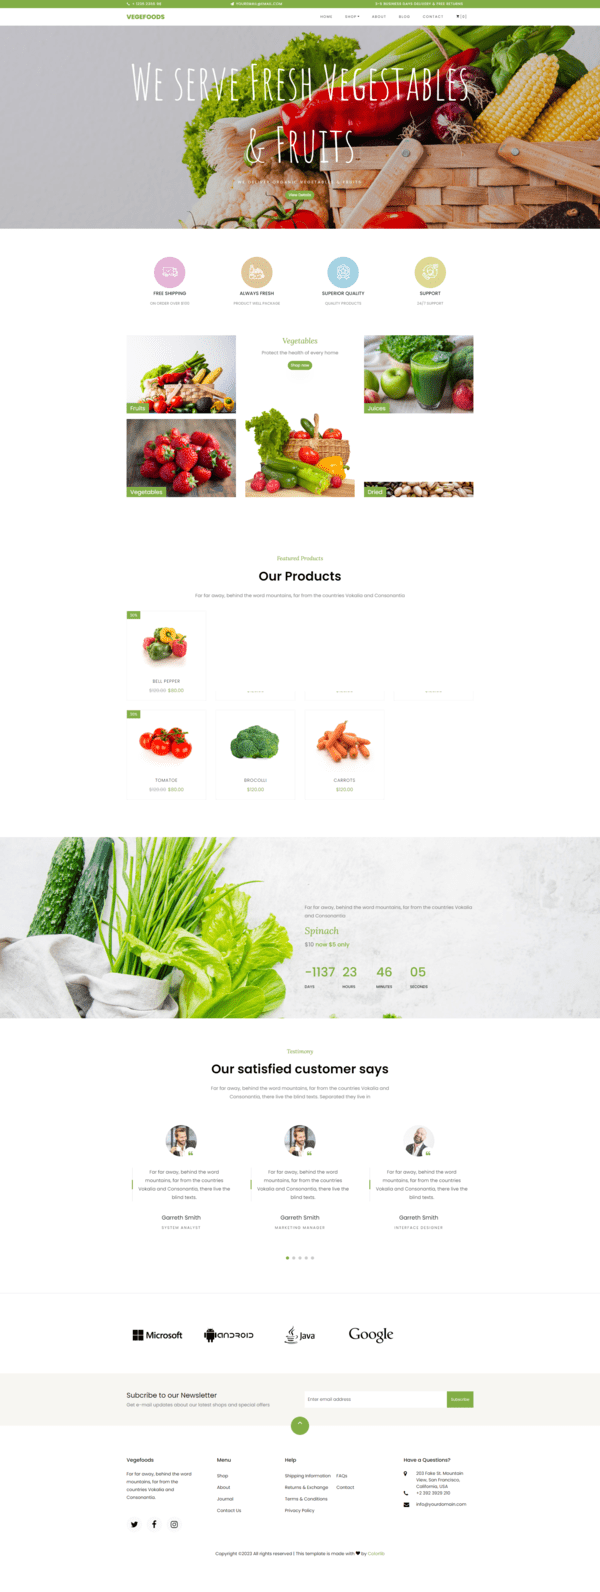 + 1235 2355 98
YOUREMAIL@EMAIL.COM
3-5 BUSINESS DAYS DELIVERY & FREE RETURNS
VEGEFOODS
HOME
SHOP
ABOUT
BLOG
CONTACT
[0]
WE SERVE FRESH VEGESTABLES
& FRUITS
WE DELIVER ORGANIC VEGETABLES & FRUITS
View Details
FREE SHIPPING
ON ORDER OVER $100
ALWAYS FRESH
PRODUCT WELL PACKAGE
SUPERIOR QUALITY
QUALITY PRODUCTS
SUPPORT
24/7 SUPPORT
Fruits
Vegetables
Vegetables
Protect the health of every home
Shop now
Juices
Dried
Featured Products
Our Products
Far far away, behind the word mountains, far from the countries Vokalia and Consonantia
30%
BELL PEPPER
$120.00 $80.00
TOMATOE
$120.00 $80.00
BROCOLLI
$120.00
CARROTS
$120.00
Far far away, behind the word mountains, far from the countries Vokalia
and Consonantia
Spinach
$10 now $5 only
-1137 23 46 05
DAYS HOURS MINUTES SECONDS
Testimony
Our satisfied customer says
Far far away, behind the word mountains, far from the countries Vokalia and
Consonantia, there live the blind texts. Separated they live in
Far far away, behind the word
mountains, far from the countries
Vokalia and Consonantia, there live the
blind texts.
Garreth Smith
SYSTEM ANALYST
Far far away, behind the word
mountains, far from the countries
Vokalia and Consonantia, there live the
blind texts.
Garreth Smith
MARKETING MANAGER
Far far away, behind the word
mountains, far from the countries
Vokalia and Consonantia, there live the
blind texts.
Garreth Smith
INTERFACE DESIGNER
Microsoft
ANDROID
Java
Google
Subcribe to our Newsletter
Get e-mail updates about our latest shops and special offers
Enter email address
Subscribe
Vegefoods
Far far away, behind the word
mountains, far from the
countries Vokalia and
Consonantia.
Menu
Shop
About
Journal
Contact Us
Help
Shipping Information
Returns & Exchange
Terms & Conditions
Privacy Policy
FAQs
Contact
Have a Questions?
203 Fake St. Mountain
View, San Francisco,
California, USA
+2 392 3929 210
info@yourdomain.com
Copyright ©2023 All rights reserved | This template is made with by Colorlib